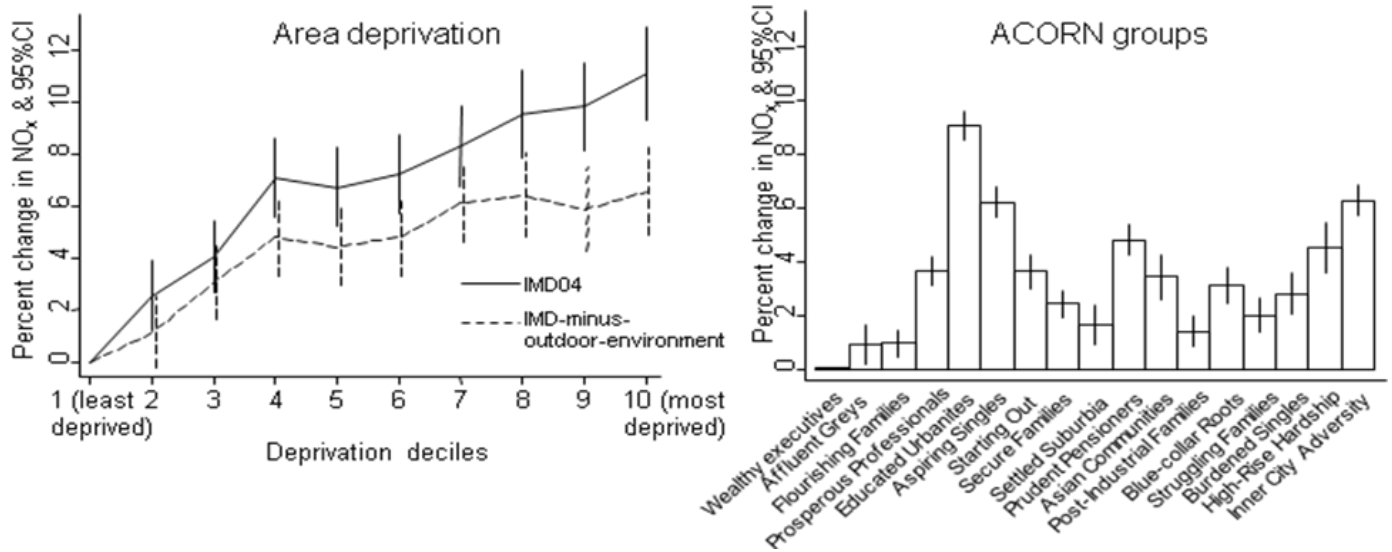 Area deprivation
Percent change in NOₓ & 95%CI
12
10
8
6
4
2
0
IMD04
IMD-minus-
outdoor-environment
1 (least 2 3 4 5 6 7 8 9 10 (most
deprived) deprived)
Deprivation deciles
ACORN groups
Percent change in NOₓ & 95%CI
12
10
8
6
4
2
0
Wealthy executives
Affluent Greys
Flourishing Families
Prosperous Professionals
Educated Urbanites
Aspiring Singles
Starting Out
Secure Families
Settled Suburbia
Prudent Pensioners
Asian Communities
Post-Industrial Families
Blue-collar Roots
Struggling Families
Burdened Singles
High-Rise Hardship
Inner City Adversity